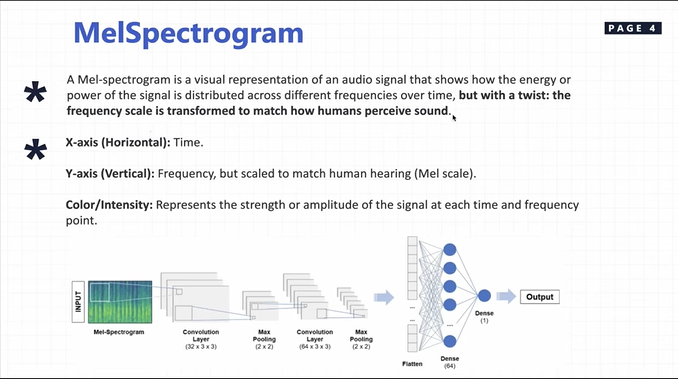 MelSpectrogram
PAGE 4
* A Mel-spectrogram is a visual representation of an audio signal that shows how the energy or
power of the signal is distributed across different frequencies over time, but with a twist: the
frequency scale is transformed to match how humans perceive sound.
* X-axis (Horizontal): Time.
Y-axis (Vertical): Frequency, but scaled to match human hearing (Mel scale).
Color/Intensity: Represents the strength or amplitude of the signal at each time and frequency
point.
INPUT
Mel-Spectrogram
Convolution
Layer
(32 x 3 x 3)
Max
Pooling
(2 x 2)
Convolution
Layer
(64 x 3 x 3)
Max
Pooling
(2 x 2)
...
Flatten
...
Dense
(64)
Dense
(1)
Output